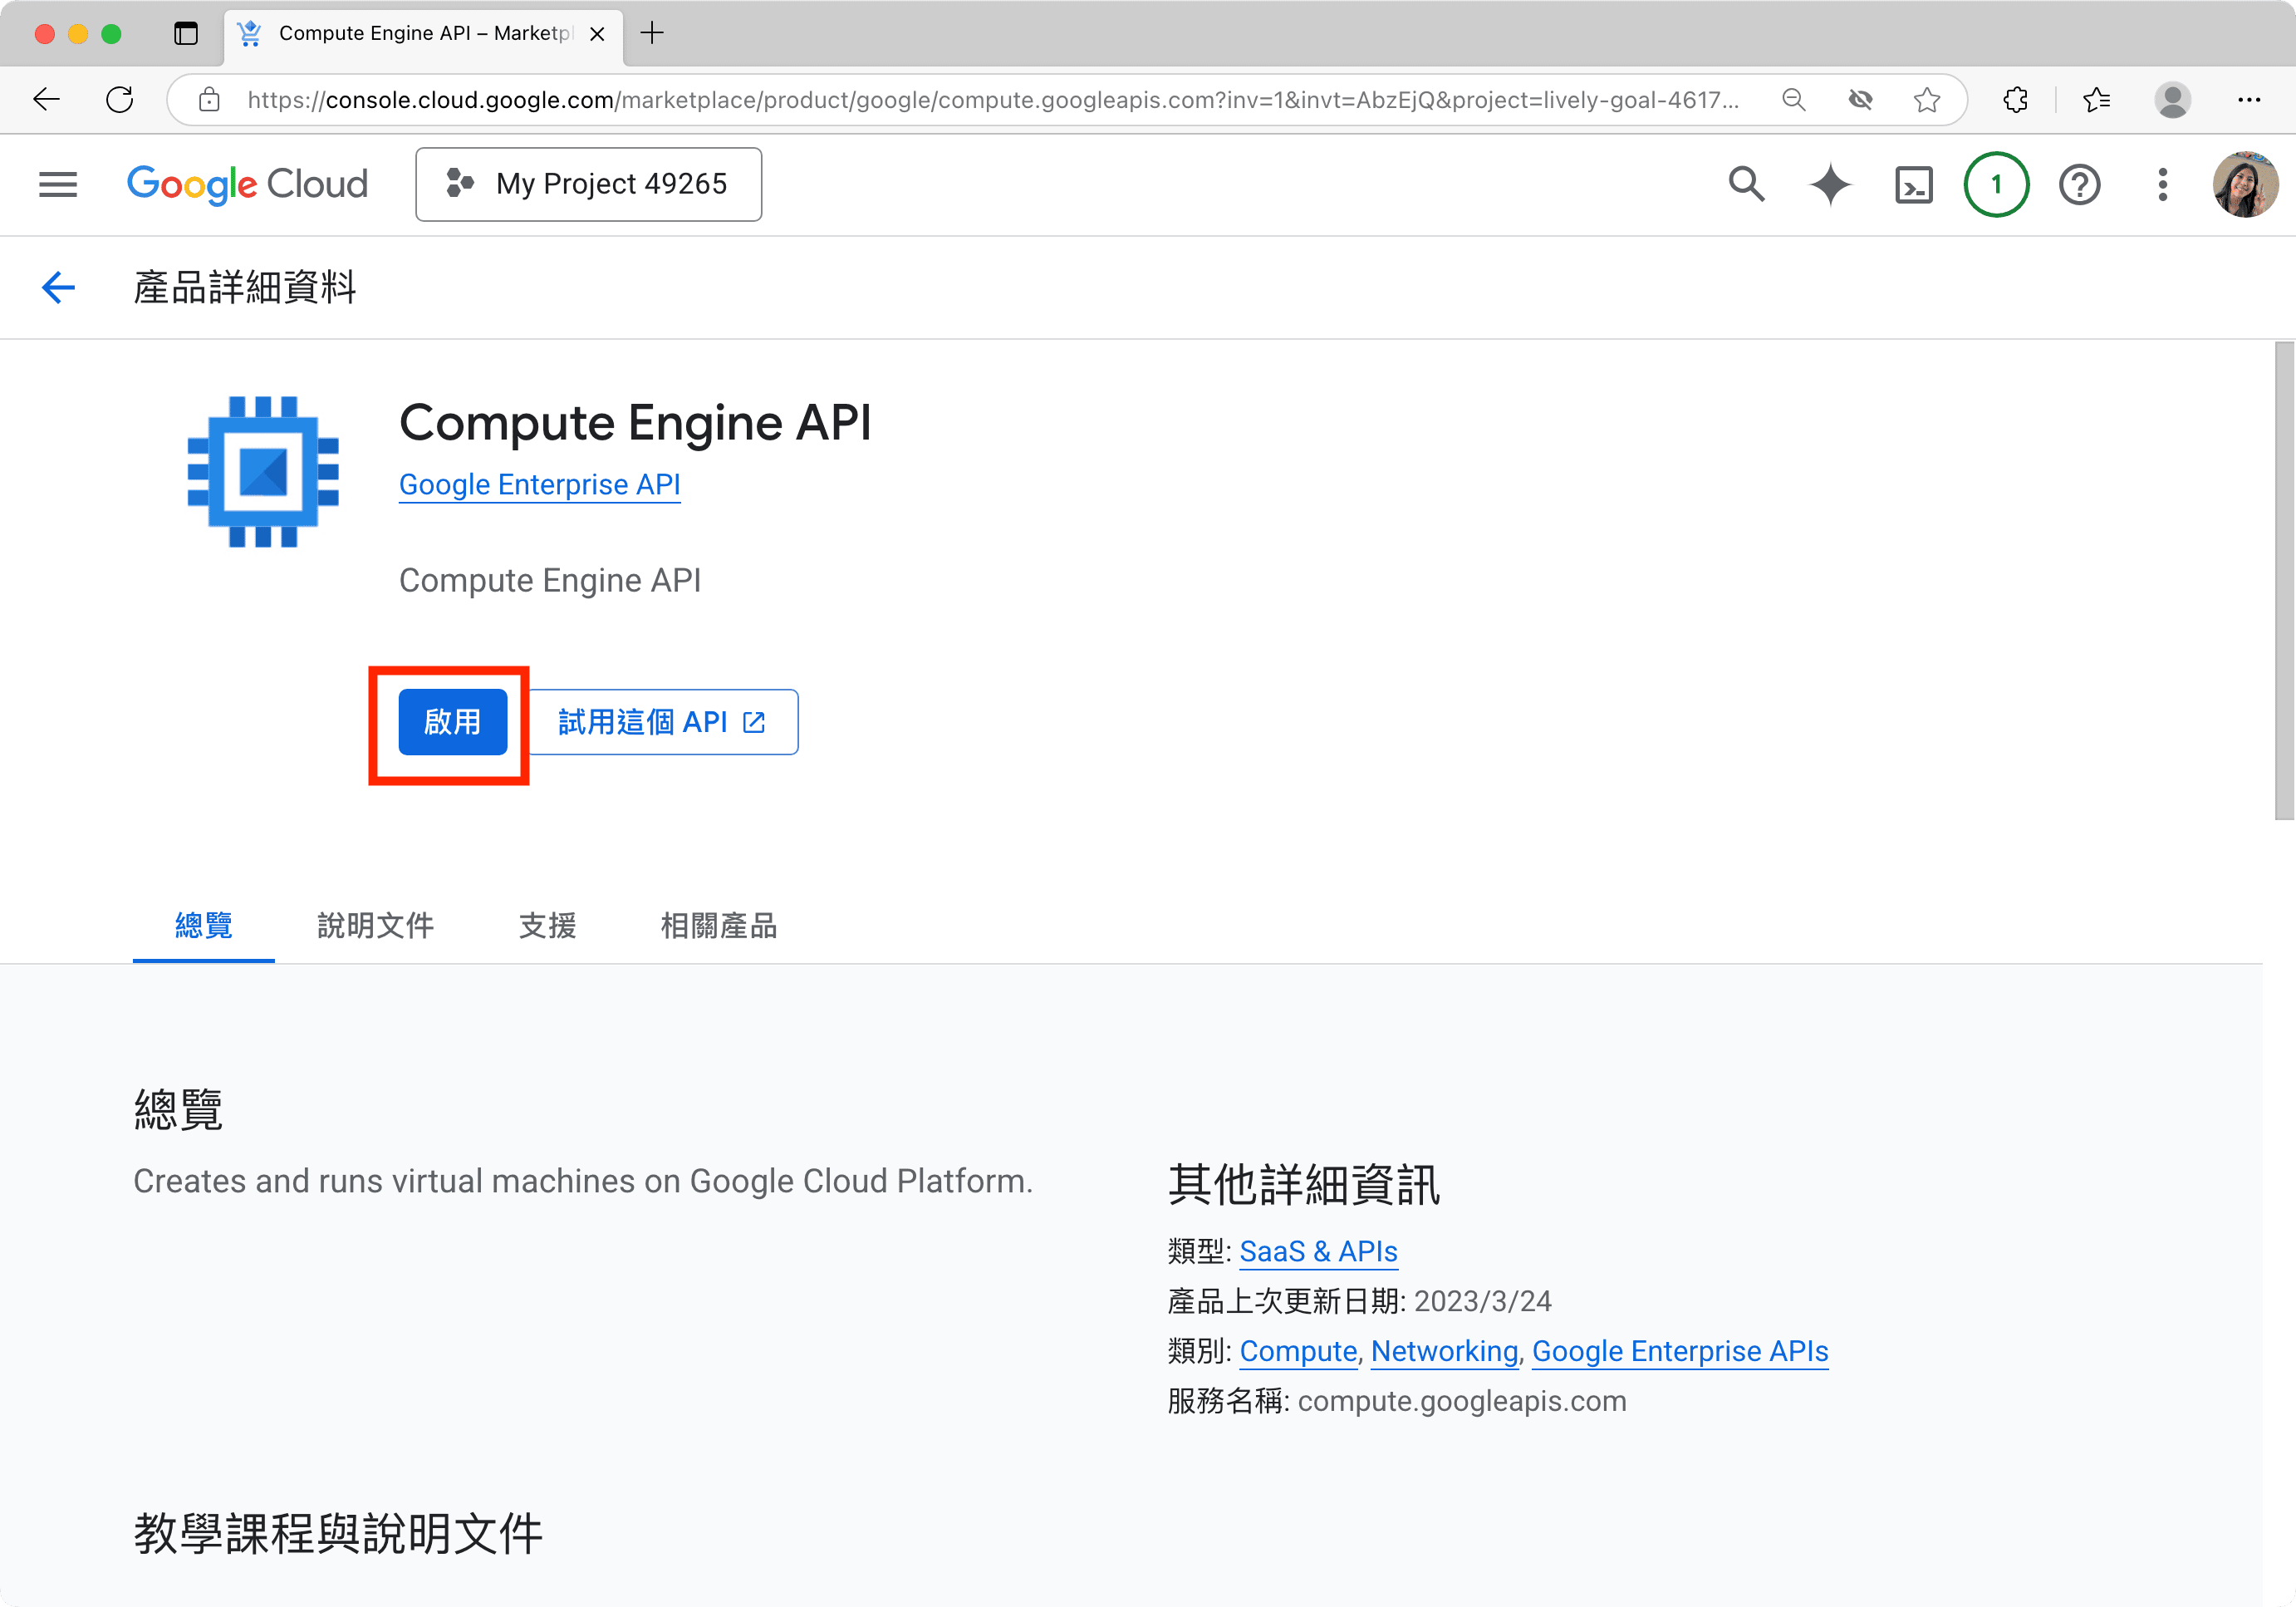 Compute Engine API – Marketpl
https://console.cloud.google.com/marketplace/product/google/compute.googleapis.com?inv=1&invt=AbzEjQ&project=lively-goal-4617...
Google Cloud
My Project 49265
1
產品詳細資料
Compute Engine API
Google Enterprise API
Compute Engine API
啟用
試用這個 API
總覽 說明文件 支援 相關產品
總覽
Creates and runs virtual machines on Google Cloud Platform.
其他詳細資訊
類型: SaaS & APIs
產品上次更新日期: 2023/3/24
類別: Compute, Networking, Google Enterprise APIs
服務名稱: compute.googleapis.com
教學課程與說明文件